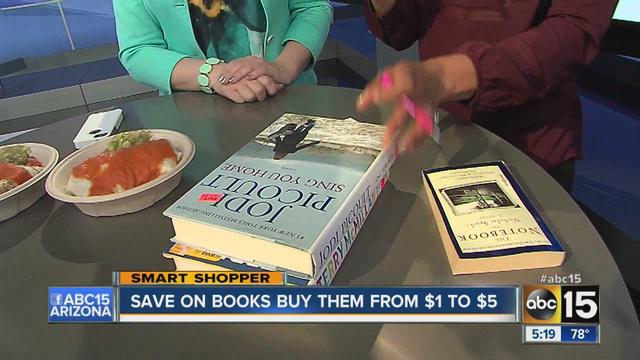 JODI
PICOULT
SING YOU HOME
#1 NEW YORK TIMES BESTSELLING AUTHOR
JODI PICOULT
THE
NOTEBOOK
Nicholas Sparks
#abc15
SMART SHOPPER
f ABC15
ARIZONA
SAVE ON BOOKS BUY THEM FROM $1 TO $5
abc 15
5:19 78°